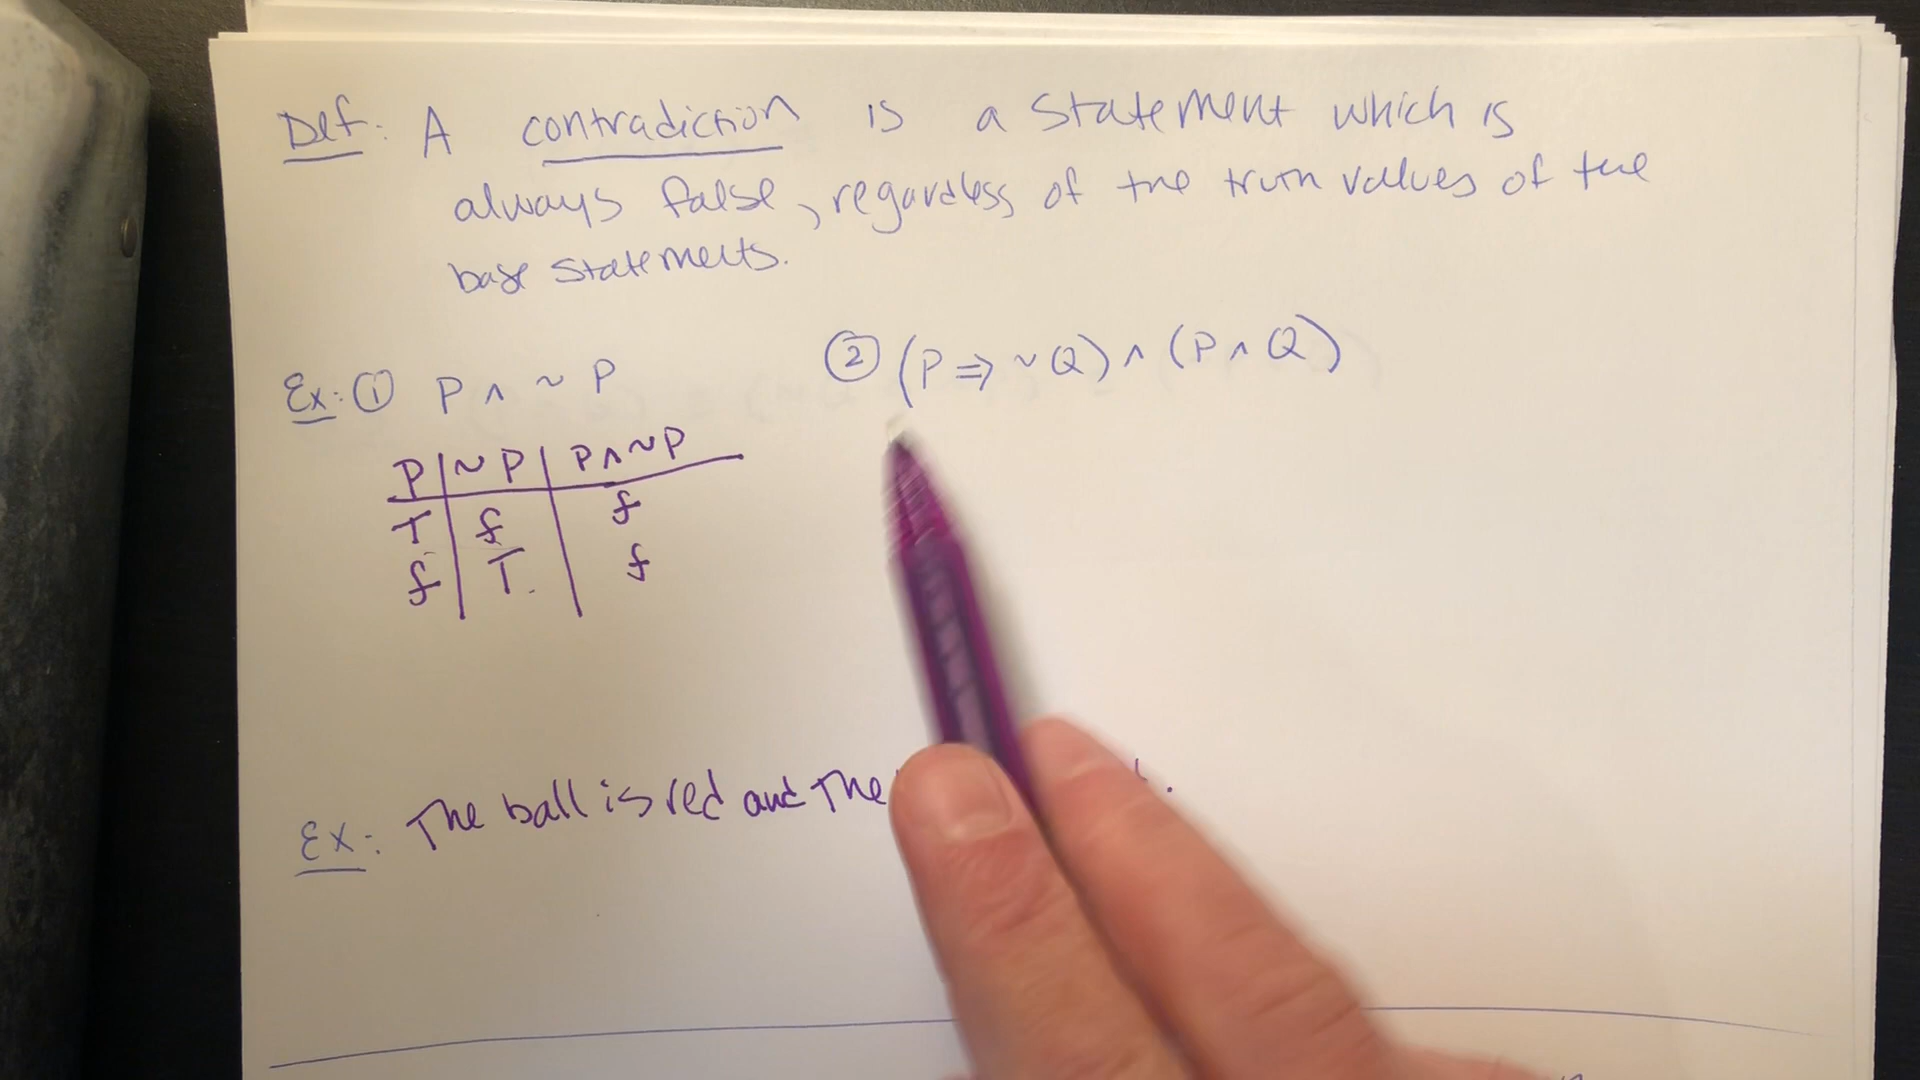 Def: A contradiction is a statement which is
always false, regardless of the truth values of the
base statements.
Ex: ① P ∧ ~ P
② (P ⇒ ~Q) ∧ (P ∧ Q)
P | ~P | P∧~P
T | f | f
f | T | f
Ex: The ball is red and the